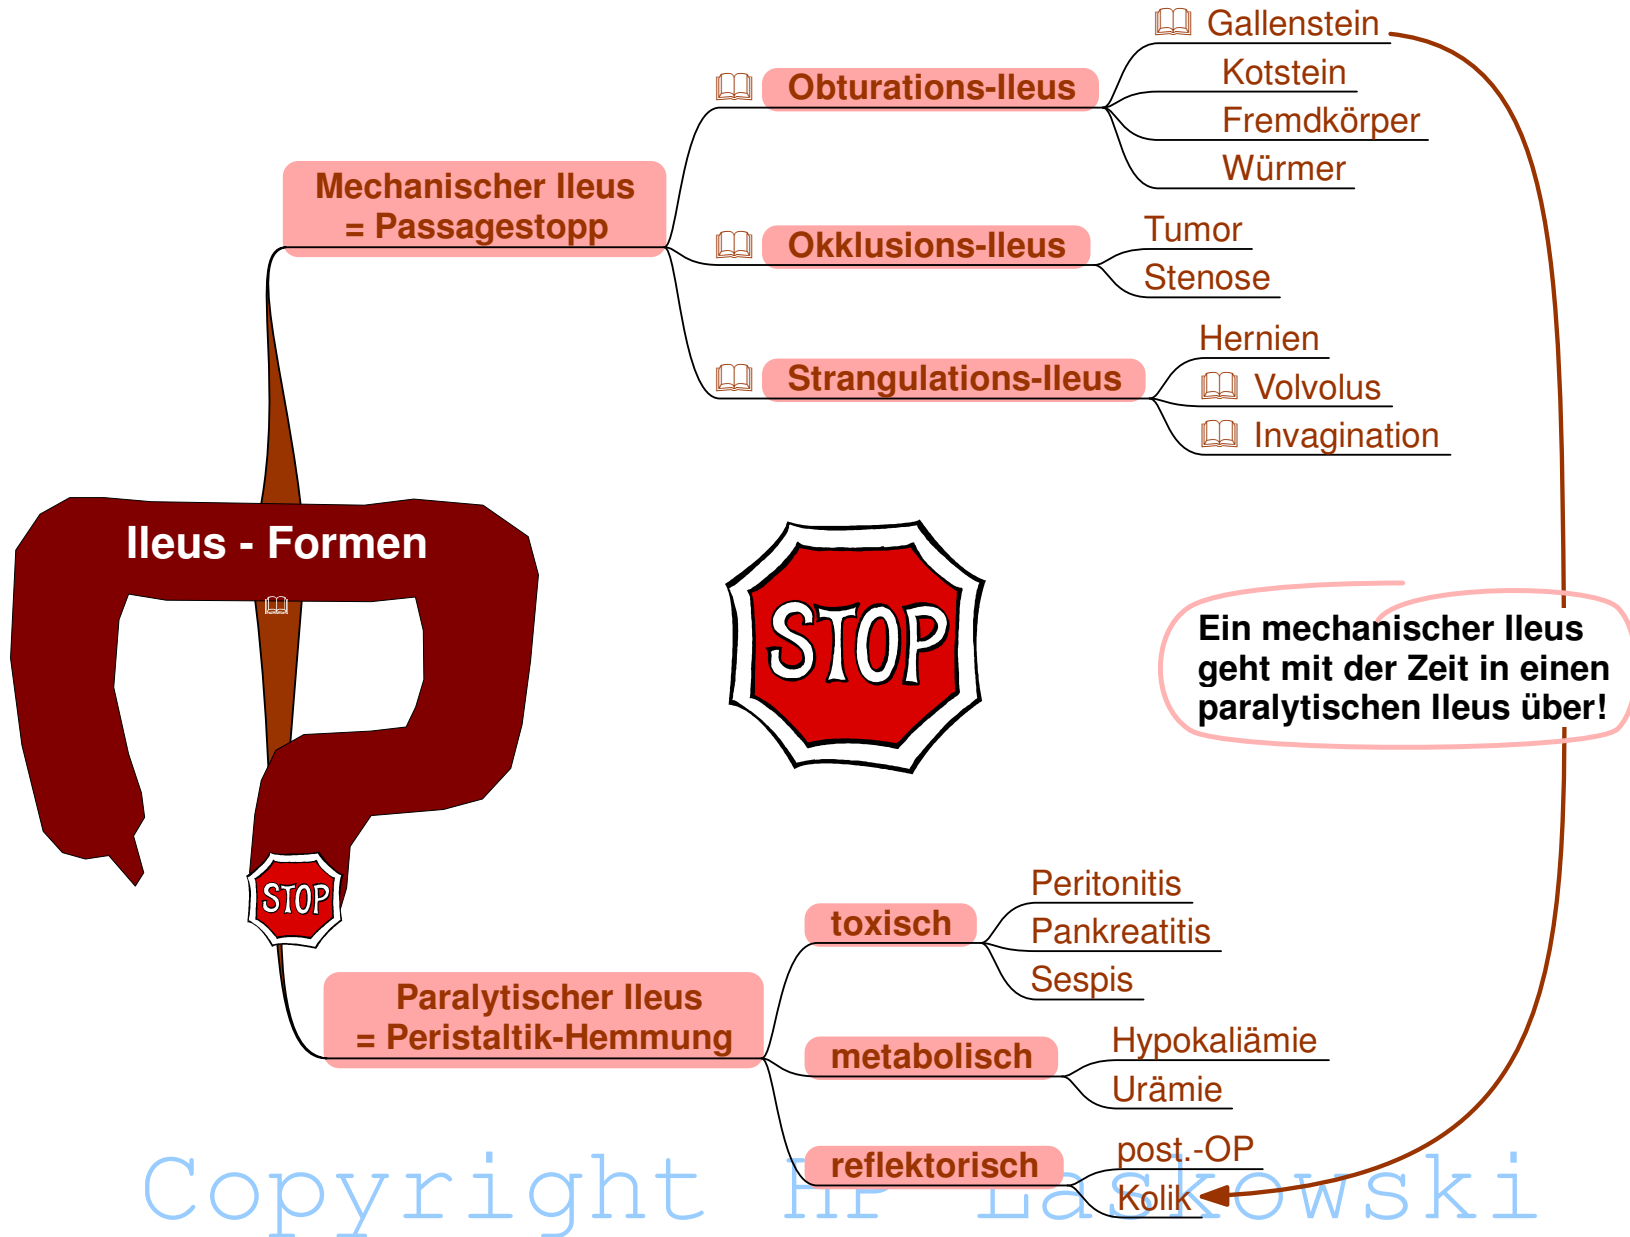 Gallenstein
Obturations-Ileus
Kotstein
Fremdkörper
Würmer
Mechanischer Ileus
= Passagestopp
Okklusions-Ileus
Tumor
Stenose
Strangulations-Ileus
Hernien
Volvolus
Invagination
Ileus - Formen
STOP
Ein mechanischer Ileus
geht mit der Zeit in einen
paralytischen Ileus über!
STOP
Paralytischer Ileus
= Peristaltik-Hemmung
toxisch
Peritonitis
Pankreatitis
Sespis
metabolisch
Hypokaliämie
Urämie
reflektorisch
post.-OP
Kolik
Copyright HP Laskowski